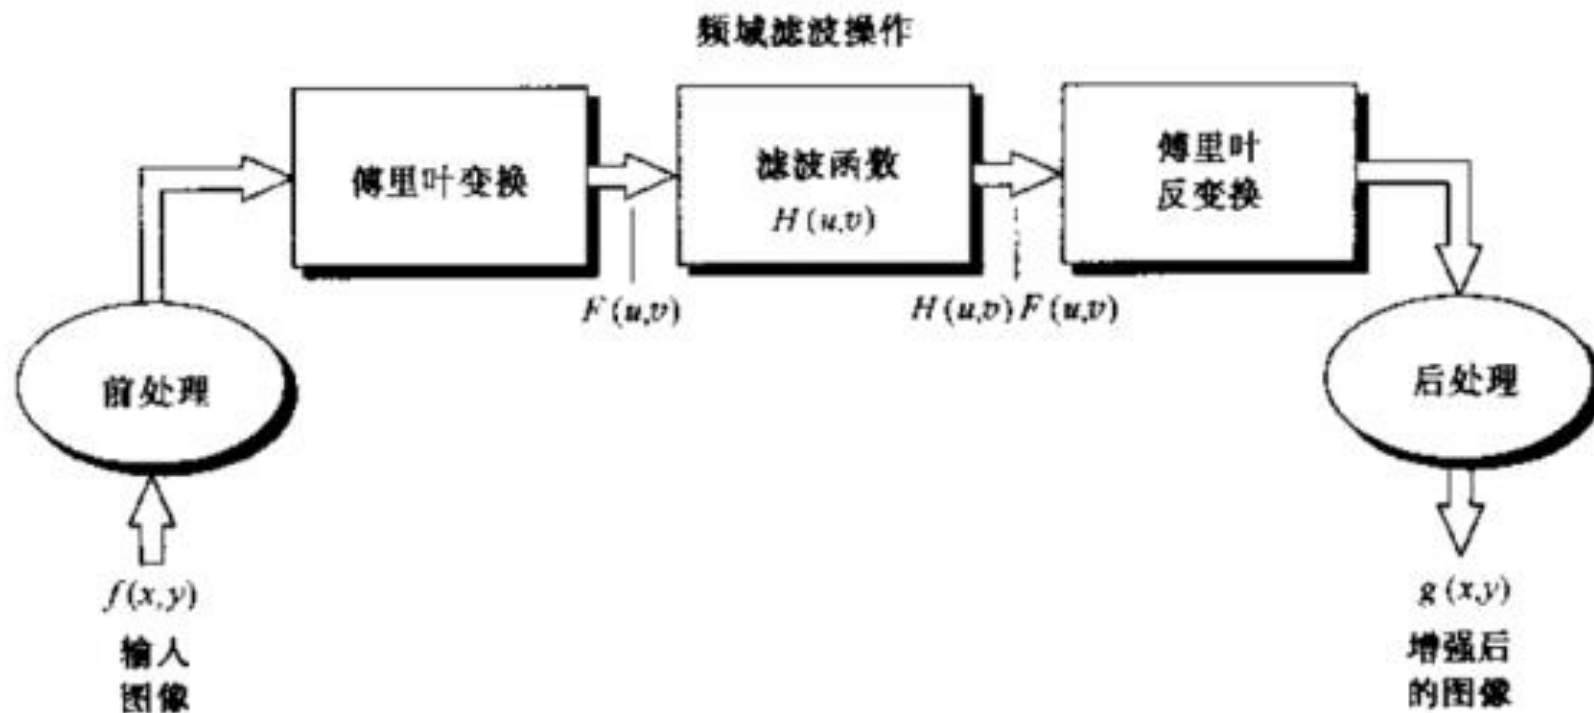 频域滤波操作
傅里叶变换
滤波函数
H(u,v)
傅里叶
反变换
F(u,v)
H(u,v)F(u,v)
前处理
后处理
f(x,y)
输入
图像
g(x,y)
增强后
的图像